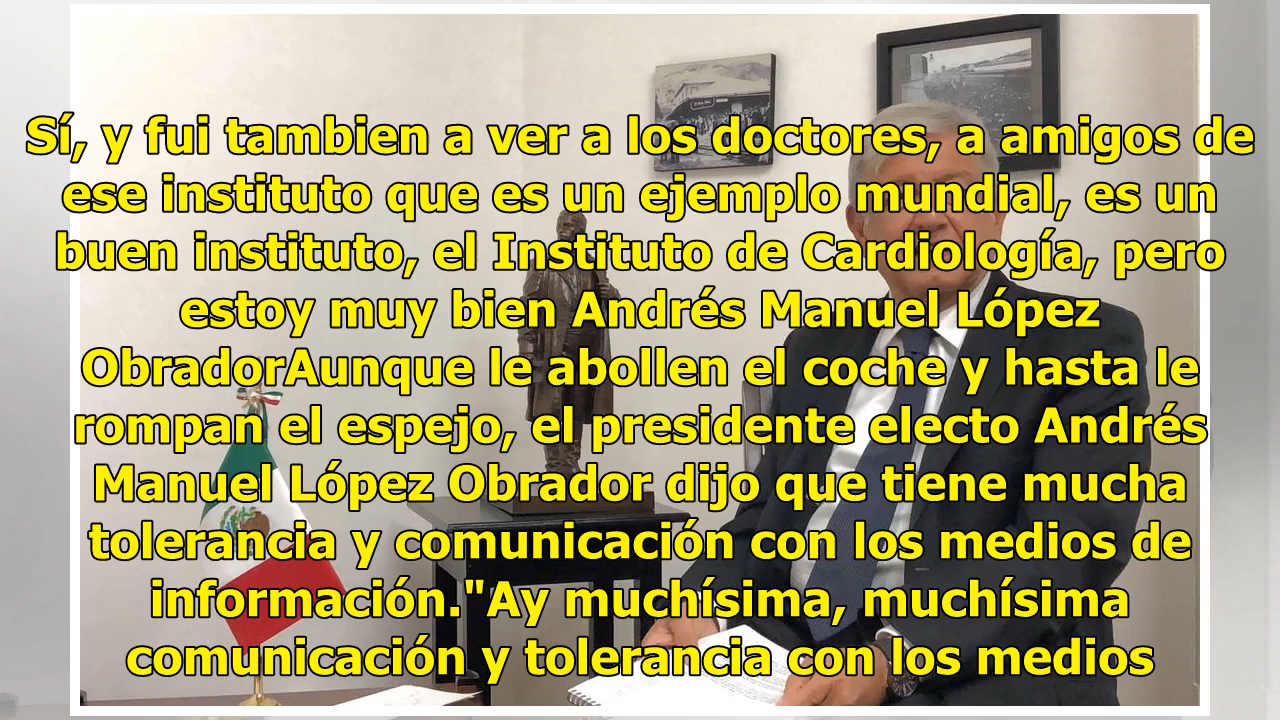 Sí, y fui tambien a ver a los doctores, a amigos de
ese instituto que es un ejemplo mundial, es un
buen instituto, el Instituto de Cardiología, pero
estoy muy bien Andrés Manuel López
ObradorAunque le abollen el coche y hasta le
rompan el espejo, el presidente electo Andrés
Manuel López Obrador dijo que tiene mucha
tolerancia y comunicación con los medios de
información."Ay muchísima, muchísima
comunicación y tolerancia con los medios